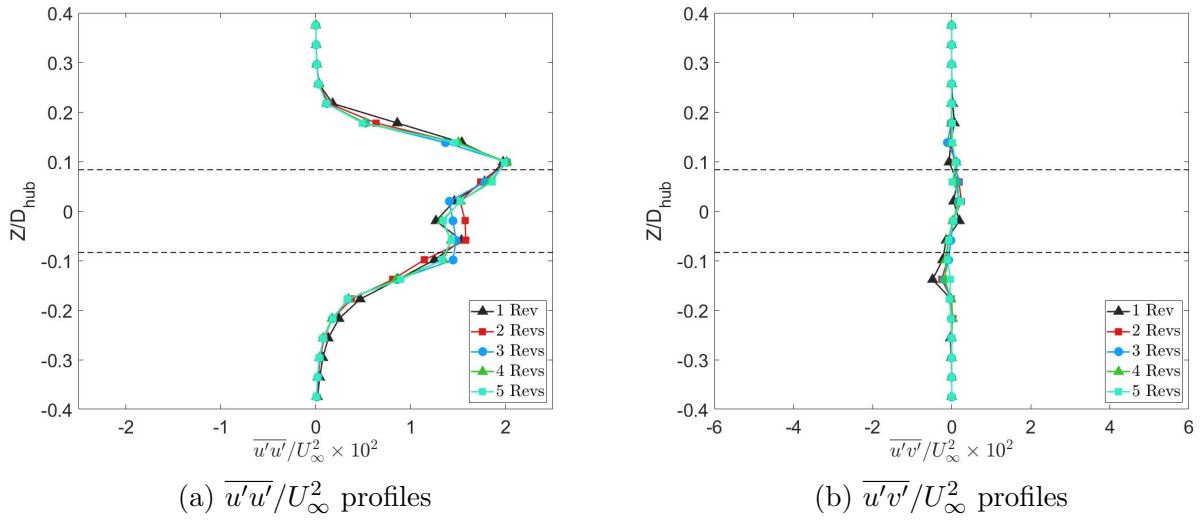 0.4
0.3
0.2
0.1
0
-0.1
-0.2
-0.3
-0.4
Z/D_hub
-2 -1 0 1 2
$\overline{u'u'}/U_\infty^2 \times 10^2$
1 Rev
2 Revs
3 Revs
4 Revs
5 Revs
(a) $\overline{u'u'}/U_\infty^2$ profiles
0.4
0.3
0.2
0.1
0
-0.1
-0.2
-0.3
-0.4
Z/D_hub
-6 -4 -2 0 2 4 6
$\overline{u'v'}/U_\infty^2 \times 10^2$
1 Rev
2 Revs
3 Revs
4 Revs
5 Revs
(b) $\overline{u'v'}/U_\infty^2$ profiles